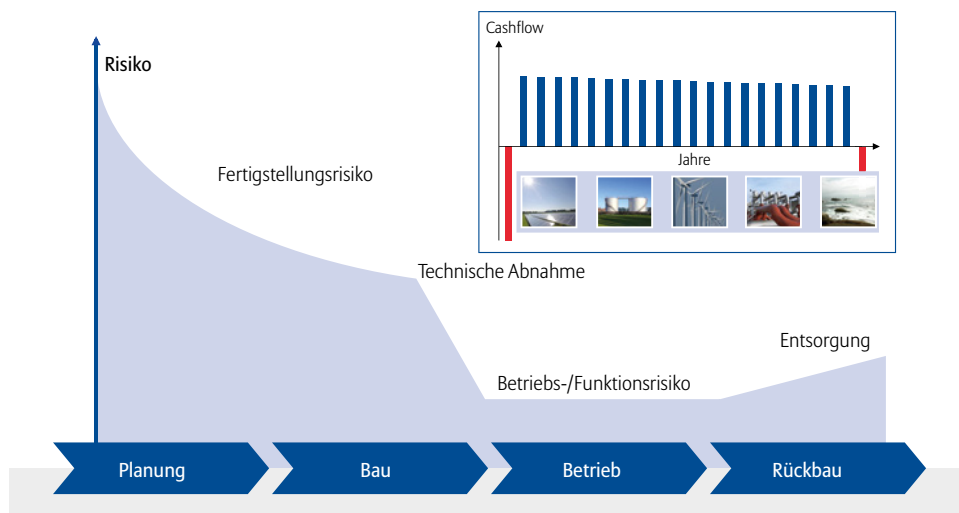 Cashflow
Risiko
Jahre
Fertigstellungsrisiko
Technische Abnahme
Entsorgung
Betriebs-/Funktionsrisiko
Planung
Bau
Betrieb
Rückbau